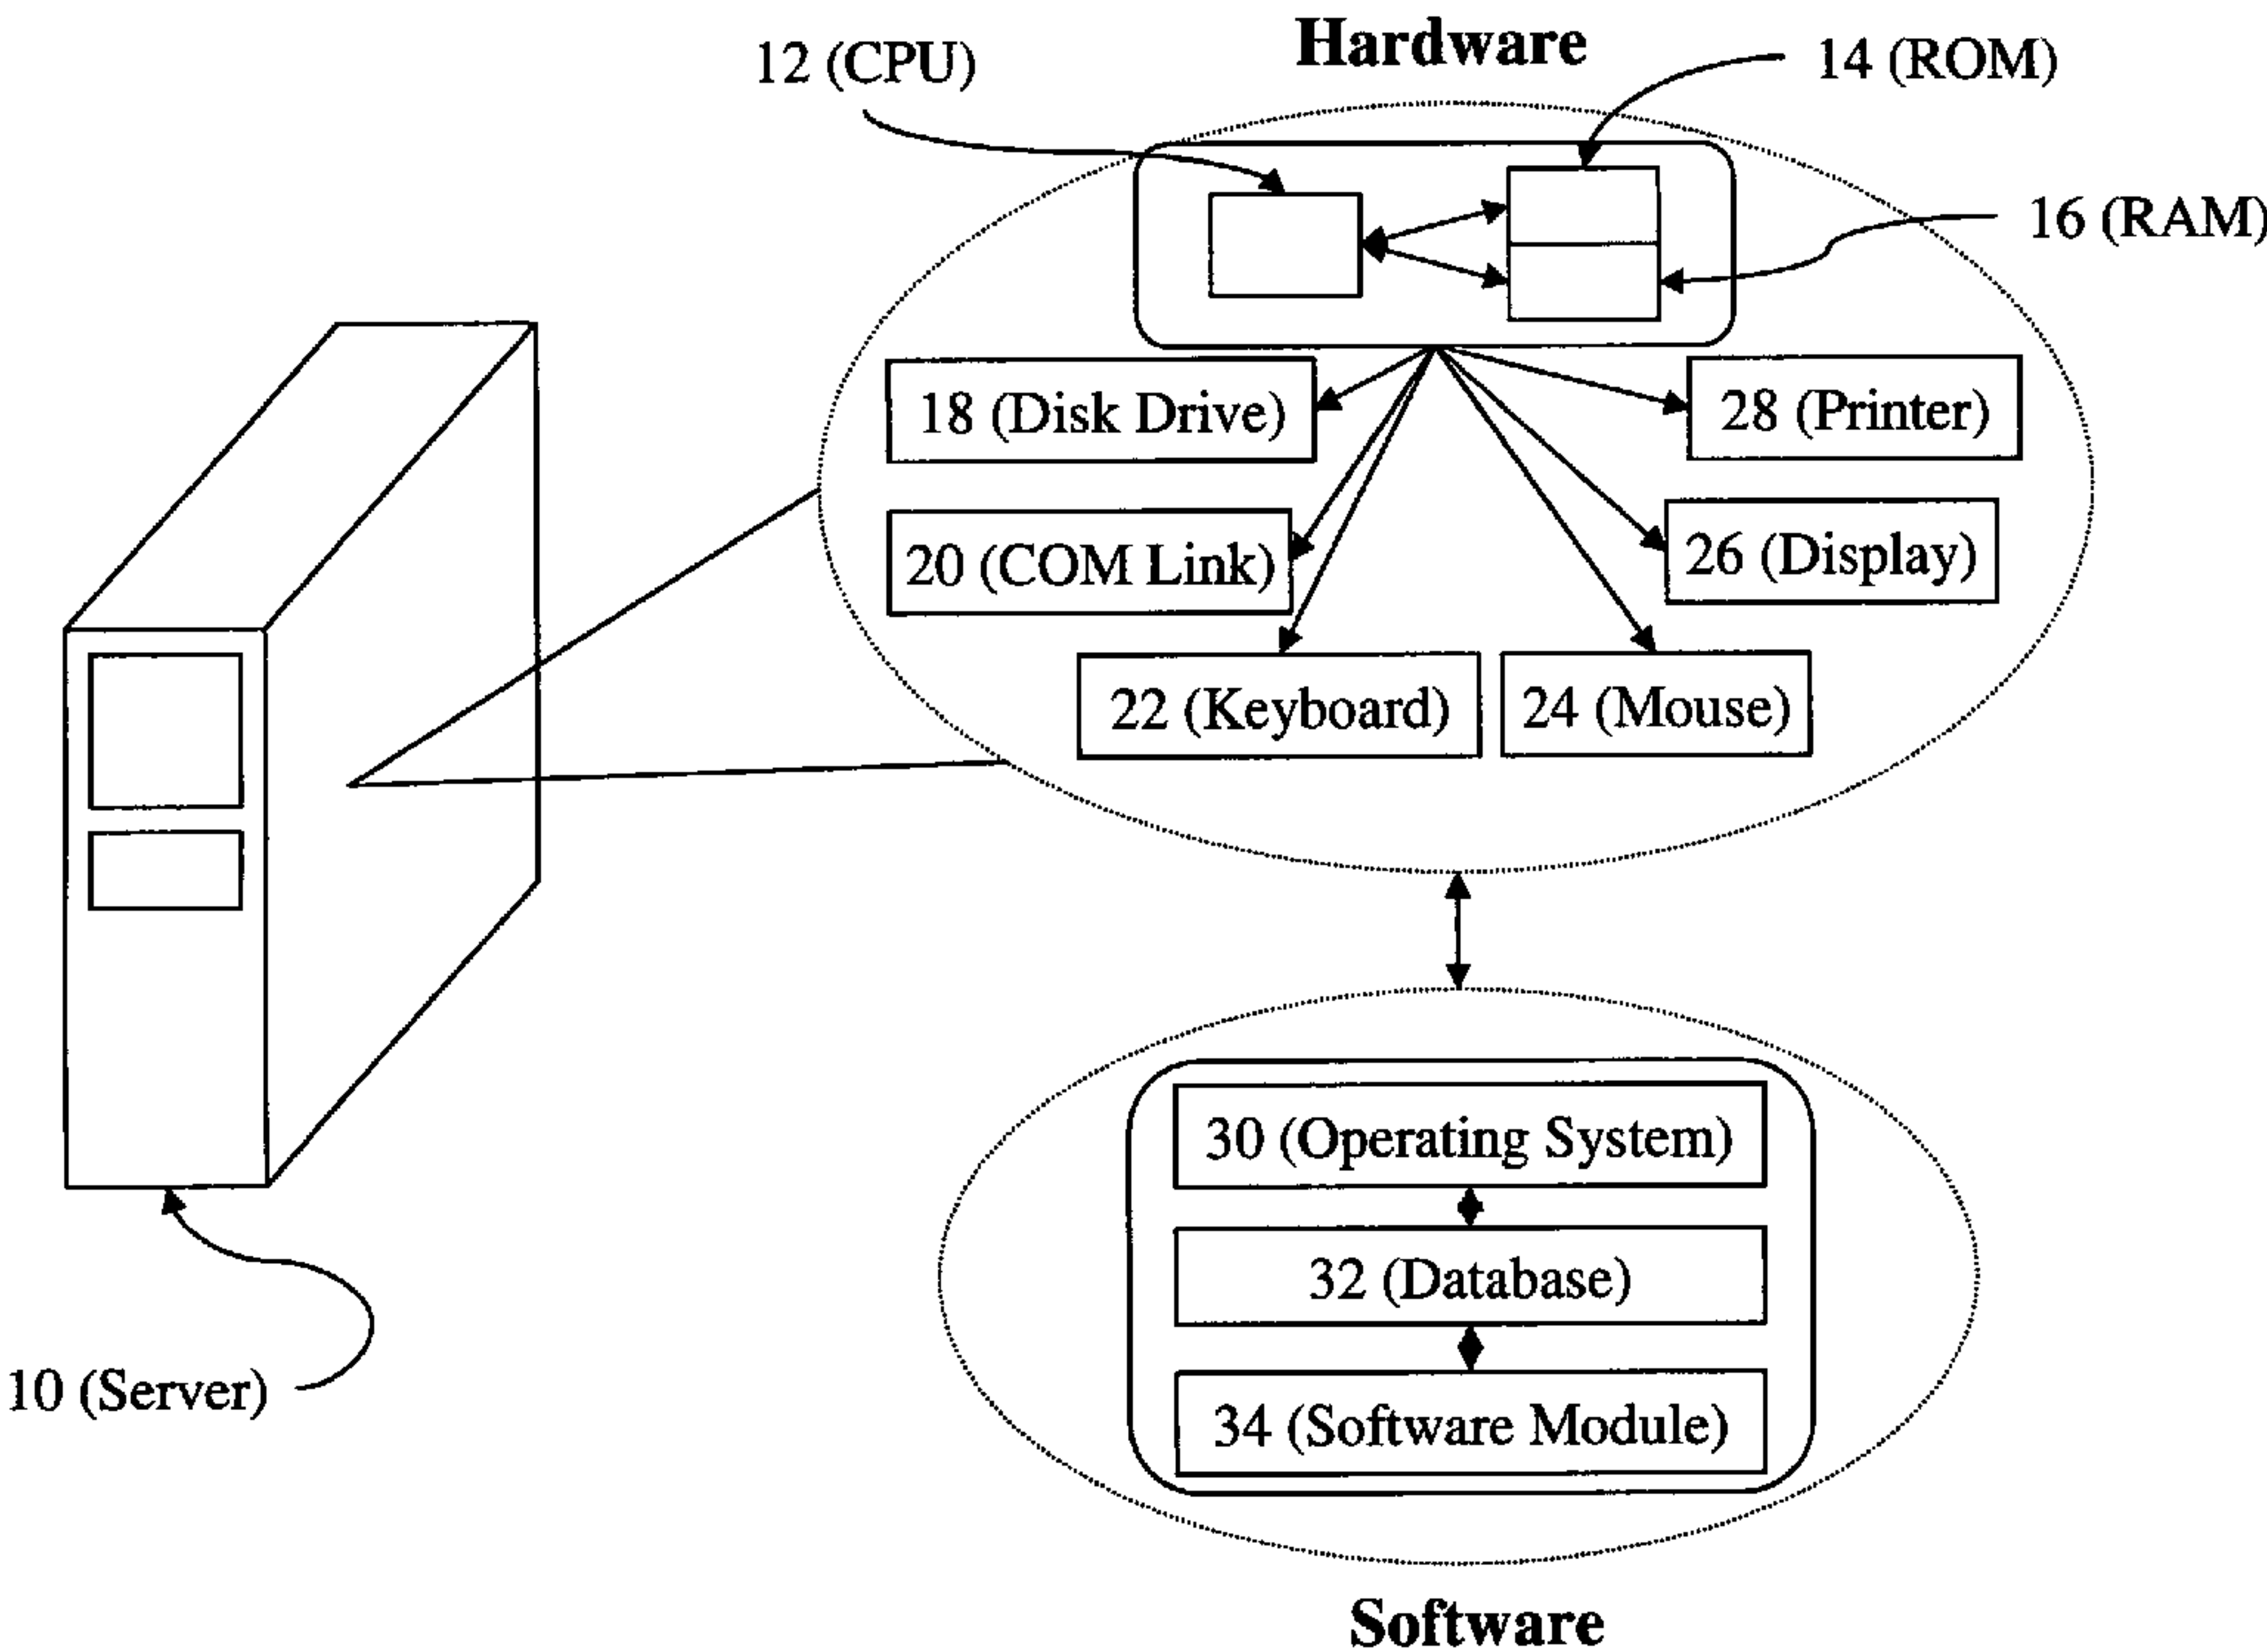 Hardware
12 (CPU)
14 (ROM)
16 (RAM)
18 (Disk Drive)
28 (Printer)
20 (COM Link)
26 (Display)
22 (Keyboard)
24 (Mouse)
30 (Operating System)
32 (Database)
34 (Software Module)
10 (Server)
Software